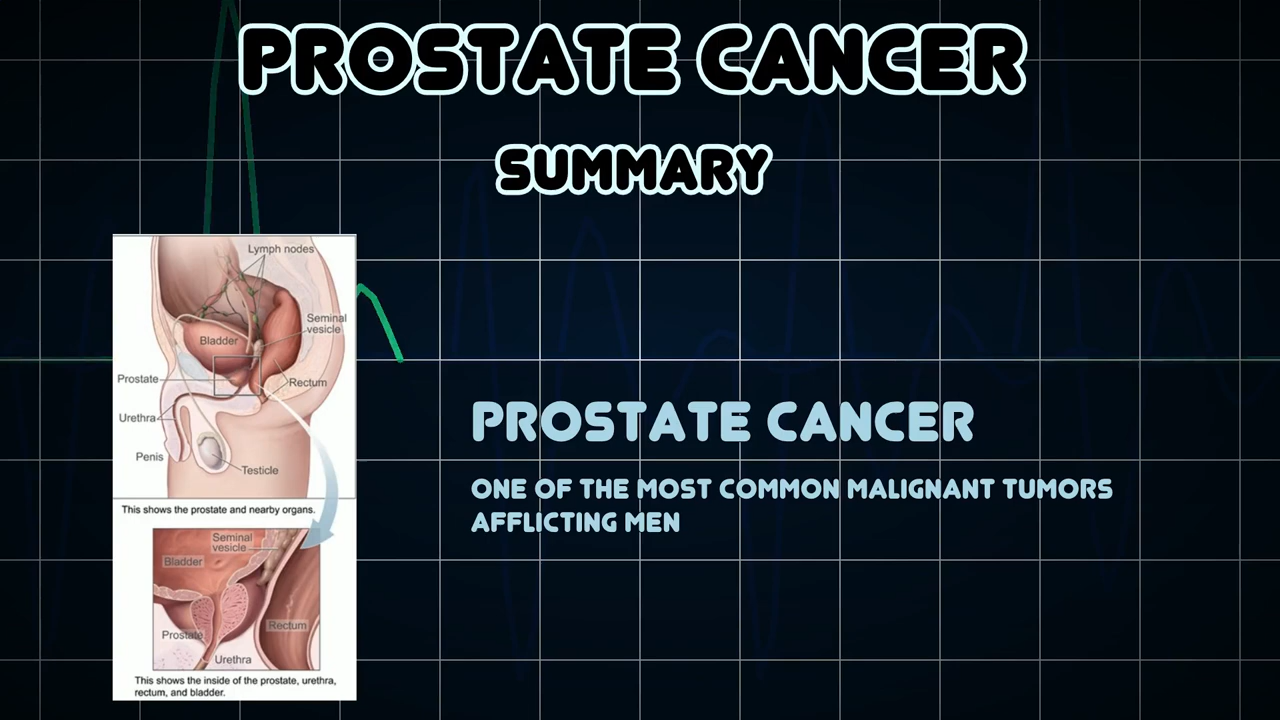 PROSTATE CANCER
SUMMARY
Lymph nodes
Seminal
vesicle
Bladder
Prostate
Rectum
Urethra
Penis
Testicle
This shows the prostate and nearby organs.
Seminal
vesicle
Bladder
Prostate
Rectum
Urethra
This shows the inside of the prostate, urethra,
rectum, and bladder.
PROSTATE CANCER
ONE OF THE MOST COMMON MALIGNANT TUMORS
AFFLICTING MEN